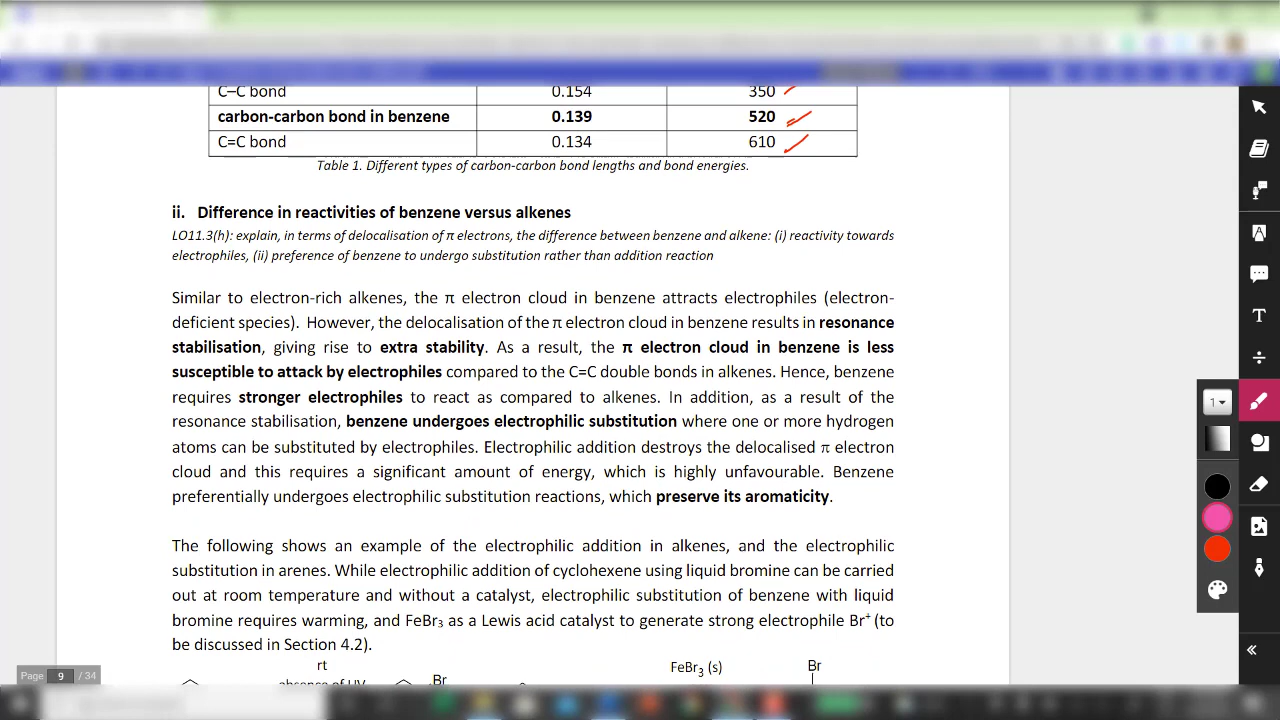 C–C bond 0.154 350
carbon-carbon bond in benzene 0.139 520
C=C bond 0.134 610
Table 1. Different types of carbon-carbon bond lengths and bond energies.
ii. Difference in reactivities of benzene versus alkenes
LO11.3(h): explain, in terms of delocalisation of π electrons, the difference between benzene and alkene: (i) reactivity towards
electrophiles, (ii) preference of benzene to undergo substitution rather than addition reaction
Similar to electron-rich alkenes, the π electron cloud in benzene attracts electrophiles (electron-
deficient species). However, the delocalisation of the π electron cloud in benzene results in resonance
stabilisation, giving rise to extra stability. As a result, the π electron cloud in benzene is less
susceptible to attack by electrophiles compared to the C=C double bonds in alkenes. Hence, benzene
requires stronger electrophiles to react as compared to alkenes. In addition, as a result of the
resonance stabilisation, benzene undergoes electrophilic substitution where one or more hydrogen
atoms can be substituted by electrophiles. Electrophilic addition destroys the delocalised π electron
cloud and this requires a significant amount of energy, which is highly unfavourable. Benzene
preferentially undergoes electrophilic substitution reactions, which preserve its aromaticity.
The following shows an example of the electrophilic addition in alkenes, and the electrophilic
substitution in arenes. While electrophilic addition of cyclohexene using liquid bromine can be carried
out at room temperature and without a catalyst, electrophilic substitution of benzene with liquid
bromine requires warming, and FeBr₃ as a Lewis acid catalyst to generate strong electrophile Br⁺ (to
be discussed in Section 4.2).
rt FeBr₃ (s) Br
absence of UV Br
Page 9 / 34
1
T